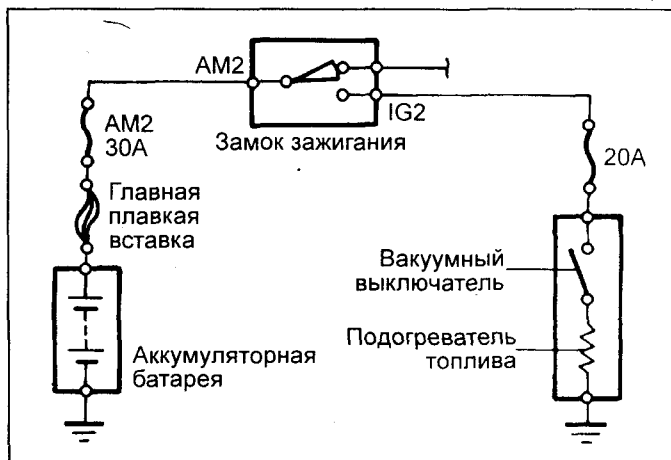 AM2
IG2
Замок зажигания
AM2
30A
Главная
плавкая
вставка
20A
Вакуумный
выключатель
Подогреватель
топлива
Аккумуляторная
батарея